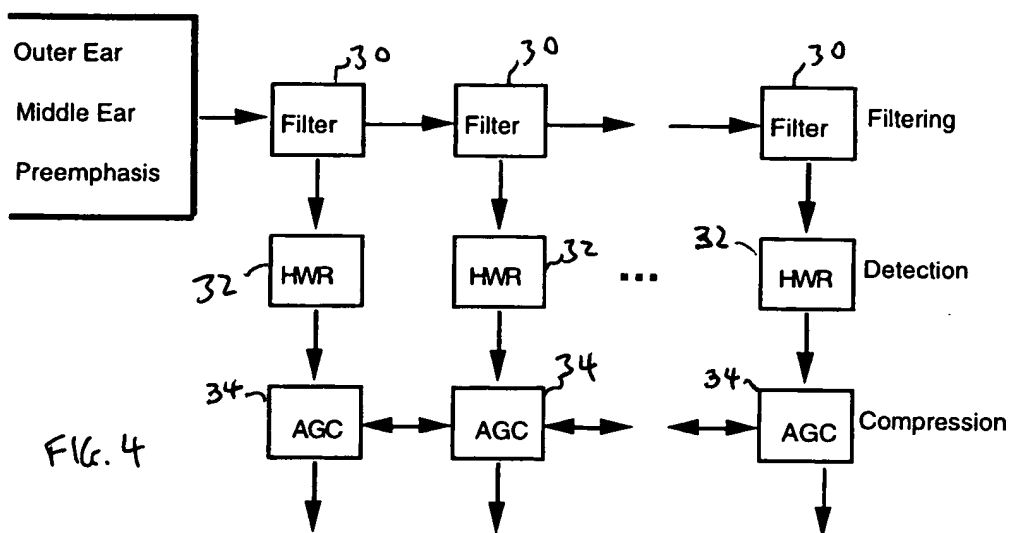 Outer Ear
Middle Ear
Preemphasis
30 30 30
Filter Filter Filter Filtering
32 32 32
HWR HWR ... HWR Detection
34 34 34
AGC AGC AGC Compression
FIG. 4